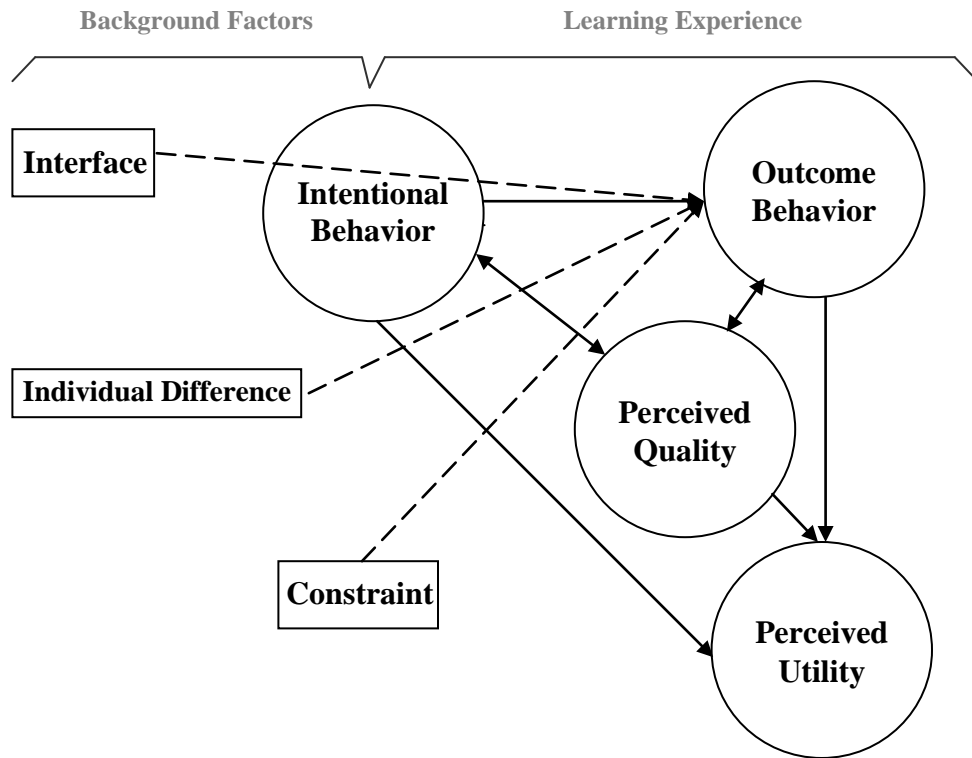 Background Factors
Learning Experience
Interface
Intentional
Behavior
Outcome
Behavior
Individual Difference
Perceived
Quality
Constraint
Perceived
Utility